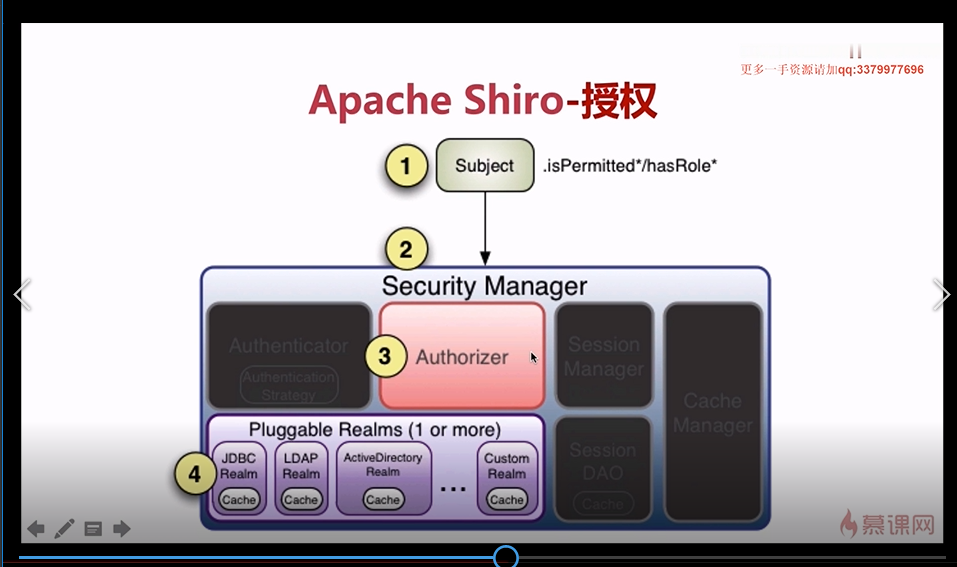 更多一手资源请加qq:3379977696
Apache Shiro-授权
1
Subject
.isPermitted*/hasRole*
2
Security Manager
Authenticator
Authentication
Strategy
3
Authorizer
Session
Manager
Cache
Manager
Pluggable Realms (1 or more)
4
JDBC
Realm
Cache
LDAP
Realm
Cache
ActiveDirectory
Realm
Cache
...
Custom
Realm
Cache
Session
DAO
Cache
慕课网